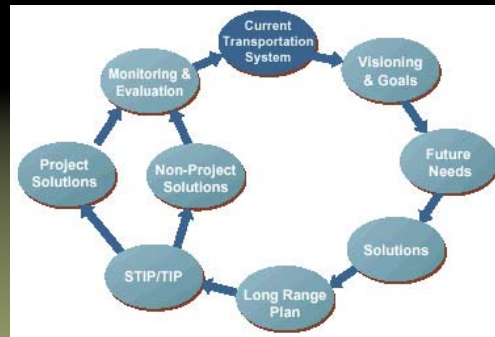 Current
Transportation
System
Visioning
& Goals
Future
Needs
Solutions
Long Range
Plan
STIP/TIP
Project
Solutions
Non-Project
Solutions
Monitoring &
Evaluation